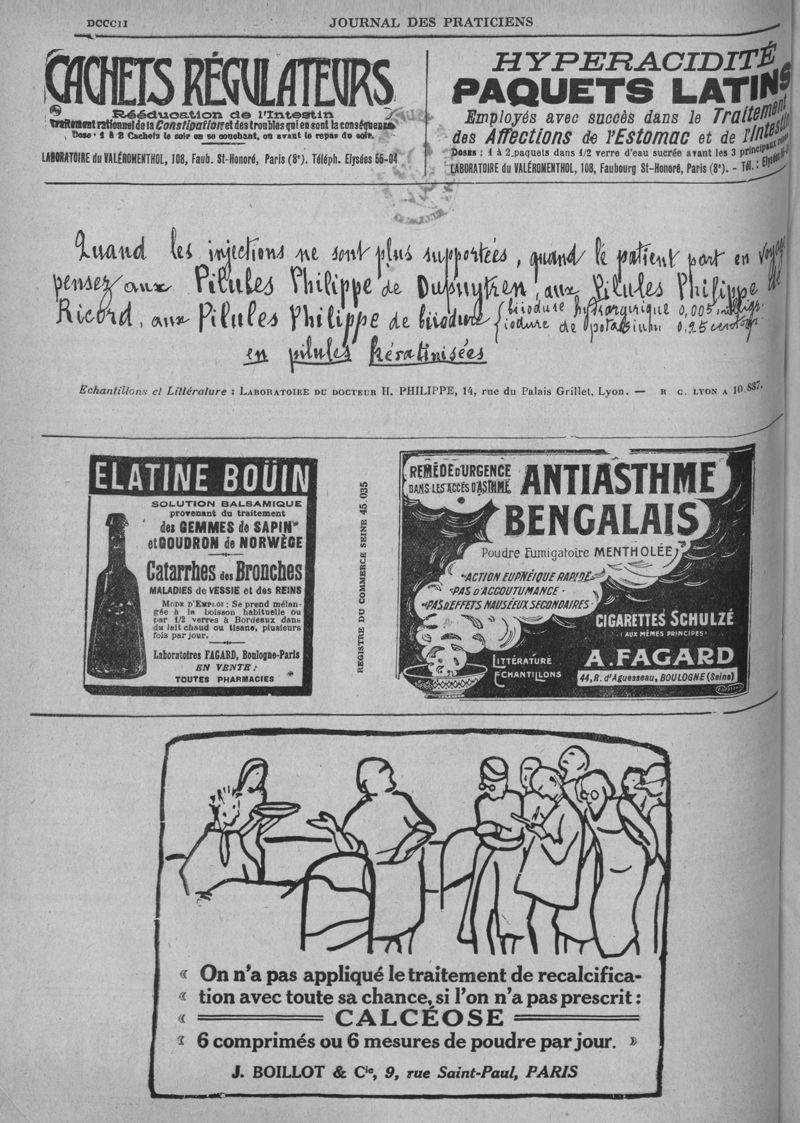 DCCCII
JOURNAL DES PRATICIENS
CACHETS RÉGULATEURS
Rééducation de l'Intestin
Traitement rationnel de la Constipation et des troubles qui en sont la conséquence
Dose : 1 à 2 Cachets le soir en se couchant, ou avant le repas du soir.
LABORATOIRE du VALÉROMENTHOL, 108, Faub. St-Honoré, Paris (8e). Téléph. Elysées 55-04
HYPERACIDITÉ
PAQUETS LATINS
Employés avec succès dans le Traitement
des Affections de l'Estomac et de l'Intestin
Doses : 1 à 2 paquets dans 1/2 verre d'eau sucrée avant les 3 principaux
LABORATOIRE du VALÉROMENTHOL, 108, Faubourg St-Honoré, Paris (8e). - Tél. : Elysées
Quand les injections ne sont plus supportées, quand le patient part en voyage
pensez aux Pilules Philippe de Dupuytren, aux Pilules Philippe de
Ricord, aux Pilules Philippe de biiodure { biiodure hydrargirique 0,005 milligr.
iodure de potassium 0,25 centigr.
en pilules kératinisées
Echantillons et Littérature : LABORATOIRE DU DOCTEUR H. PHILIPPE, 14, rue du Palais Grillet, Lyon. — R. C. LYON A 10.837.
ELATINE BOÜIN
SOLUTION BALSAMIQUE
provenant du traitement
des GEMMES de SAPIN
et GOUDRON de NORWÈGE
Catarrhes des Bronches
MALADIES de VESSIE et des REINS
MODE D'EMPLOI : Se prend mélan-
gée à la boisson habituelle ou
par 1/2 verres à Bordeaux dans
du lait chaud ou tisane, plusieurs
fois par jour.
Laboratoires FAGARD, Boulogne-Paris
EN VENTE :
TOUTES PHARMACIES
REGISTRE DU COMMERCE SEINE 45.035
REMÈDE D'URGENCE
DANS LES ACCÈS D'ASTHME
ANTIASTHME
BENGALAIS
Poudre Fumigatoire MENTHOLÉE
"ACTION EUPNÉIQUE RAPIDE
"PAS D'ACCOUTUMANCE
"PAS D'EFFETS NAUSÉEUX SECONDAIRES
CIGARETTES SCHULZÉ
(AUX MÊMES PRINCIPES)
LITTÉRATURE
ECHANTILLONS
A. FAGARD
44, R. d'Aguesseau, BOULOGNE (Seine)
« On n'a pas appliqué le traitement de recalcifica-
« tion avec toute sa chance, si l'on n'a pas prescrit :
« CALCÉOSE
« 6 comprimés ou 6 mesures de poudre par jour. »
J. BOILLOT & Cie, 9, rue Saint-Paul, PARIS